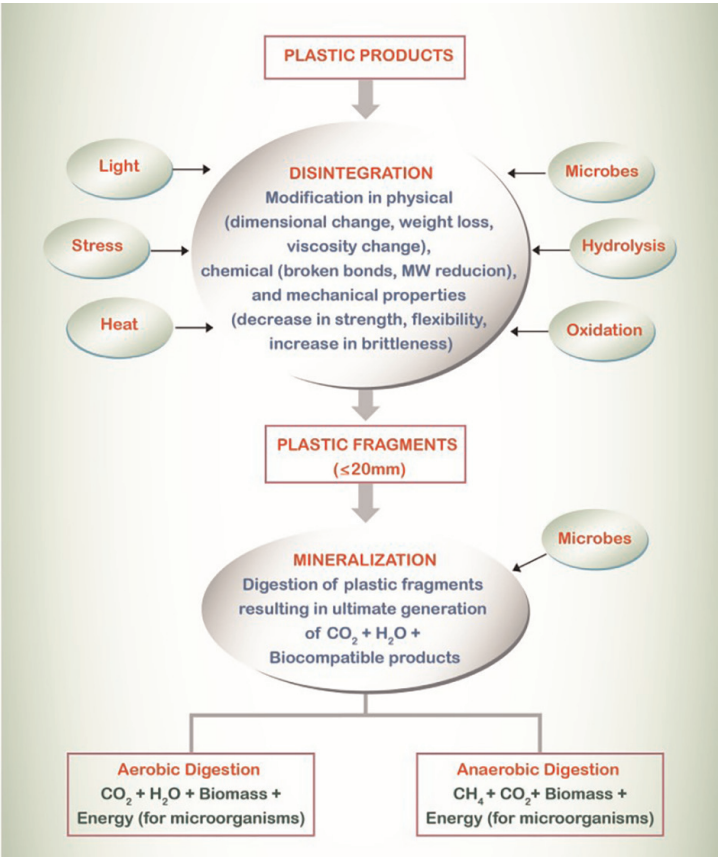 PLASTIC PRODUCTS
Light
Stress
Heat
DISINTEGRATION
Modification in physical
(dimensional change, weight loss,
viscosity change),
chemical (broken bonds, MW reducion),
and mechanical properties
(decrease in strength, flexibility,
increase in brittleness)
Microbes
Hydrolysis
Oxidation
PLASTIC FRAGMENTS
(≤20mm)
Microbes
MINERALIZATION
Digestion of plastic fragments
resulting in ultimate generation
of CO₂ + H₂O +
Biocompatible products
Aerobic Digestion
CO₂ + H₂O + Biomass +
Energy (for microorganisms)
Anaerobic Digestion
CH₄ + CO₂+ Biomass +
Energy (for microorganisms)